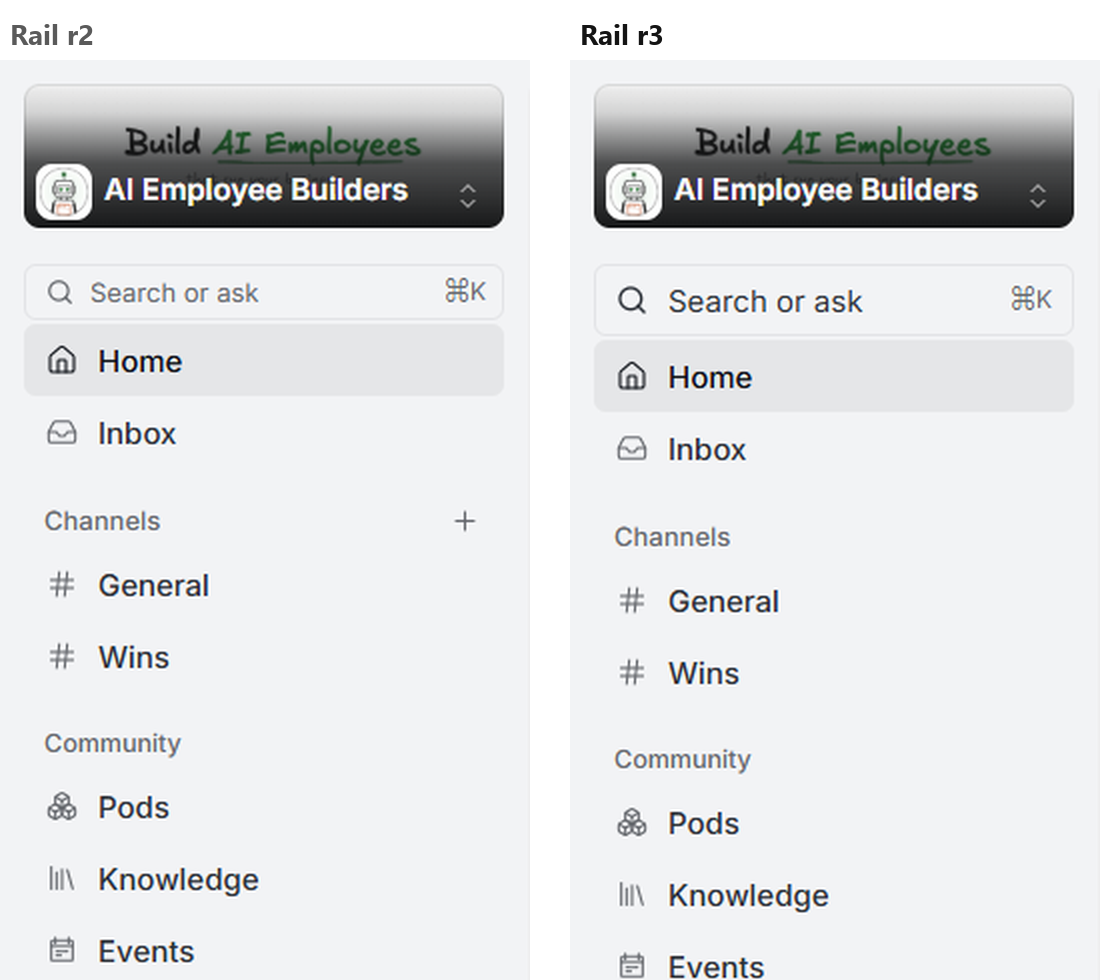 Rail r2
Build AI Employees
AI Employee Builders
Search or ask ⌘K
Home
Inbox
Channels +
# General
# Wins
Community
Pods
Knowledge
Events
Rail r3
Build AI Employees
AI Employee Builders
Search or ask ⌘K
Home
Inbox
Channels
# General
# Wins
Community
Pods
Knowledge
Events